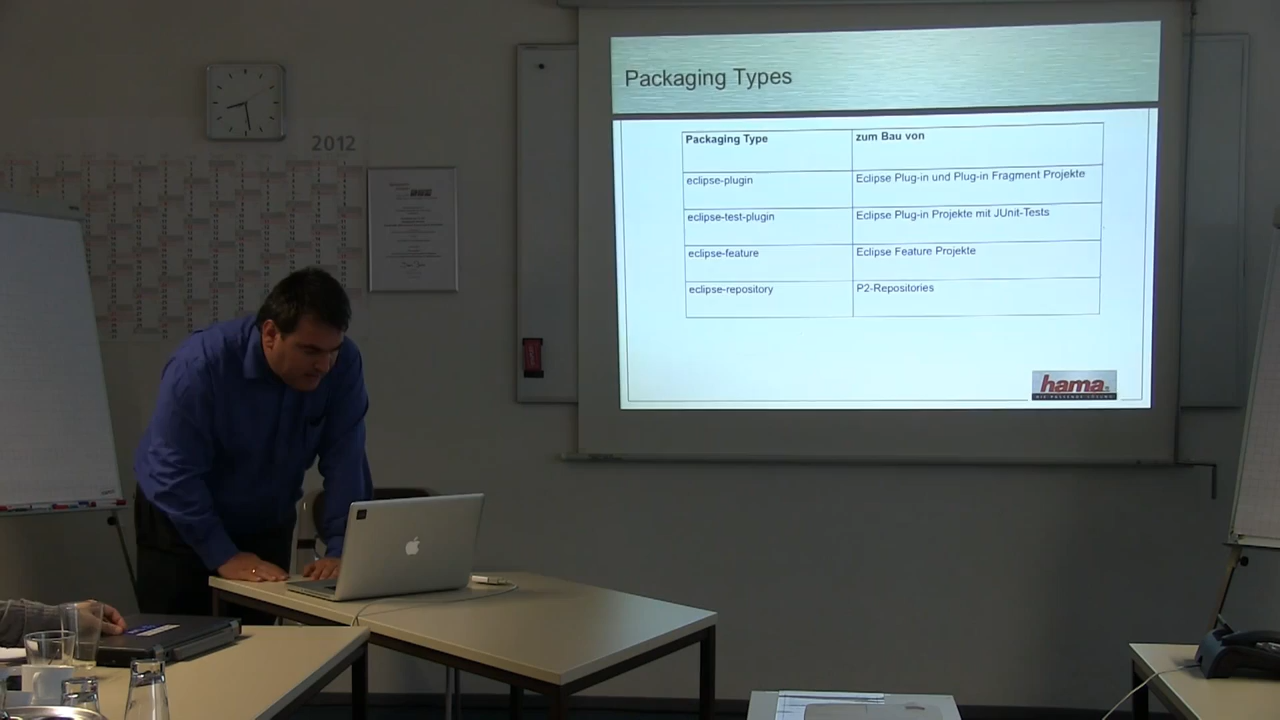 2012
Packaging Types
Packaging Type
zum Bau von
eclipse-plugin
Eclipse Plug-in und Plug-in Fragment Projekte
eclipse-test-plugin
Eclipse Plug-in Projekte mit JUnit-Tests
eclipse-feature
Eclipse Feature Projekte
eclipse-repository
P2-Repositories
hama